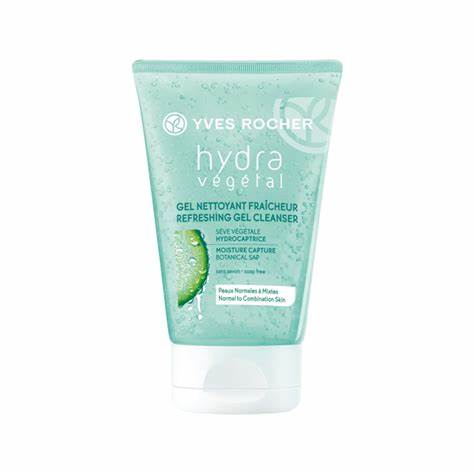 YVES ROCHER
hydra
végétal
GEL NETTOYANT FRAÎCHEUR
REFRESHING GEL CLEANSER
SÈVE VÉGÉTALE
HYDROCAPTRICE
MOISTURE CAPTURE
BOTANICAL SAP
sans savon - soap free
Peaux Normales à Mixtes
Normal to Combination Skin